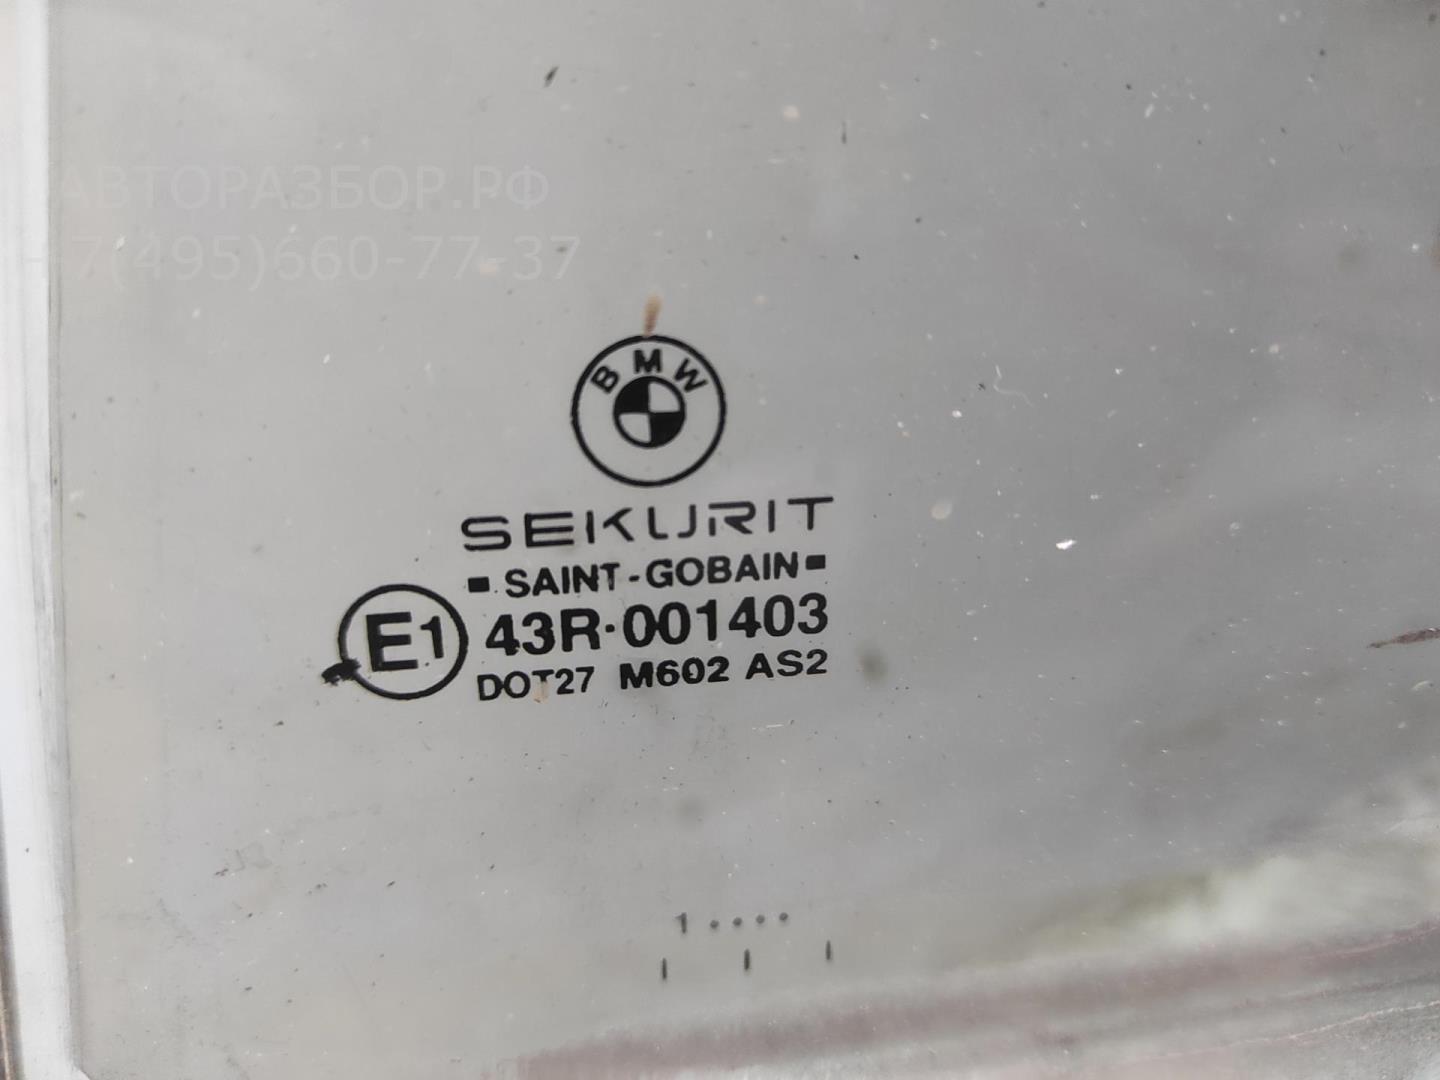 АВТОРАЗБОР.РФ
+7(495)660-77-37
BMW
SEKURIT
SAINT-GOBAIN
E1 43R·001403
DOT27 M602 AS2
1 ....